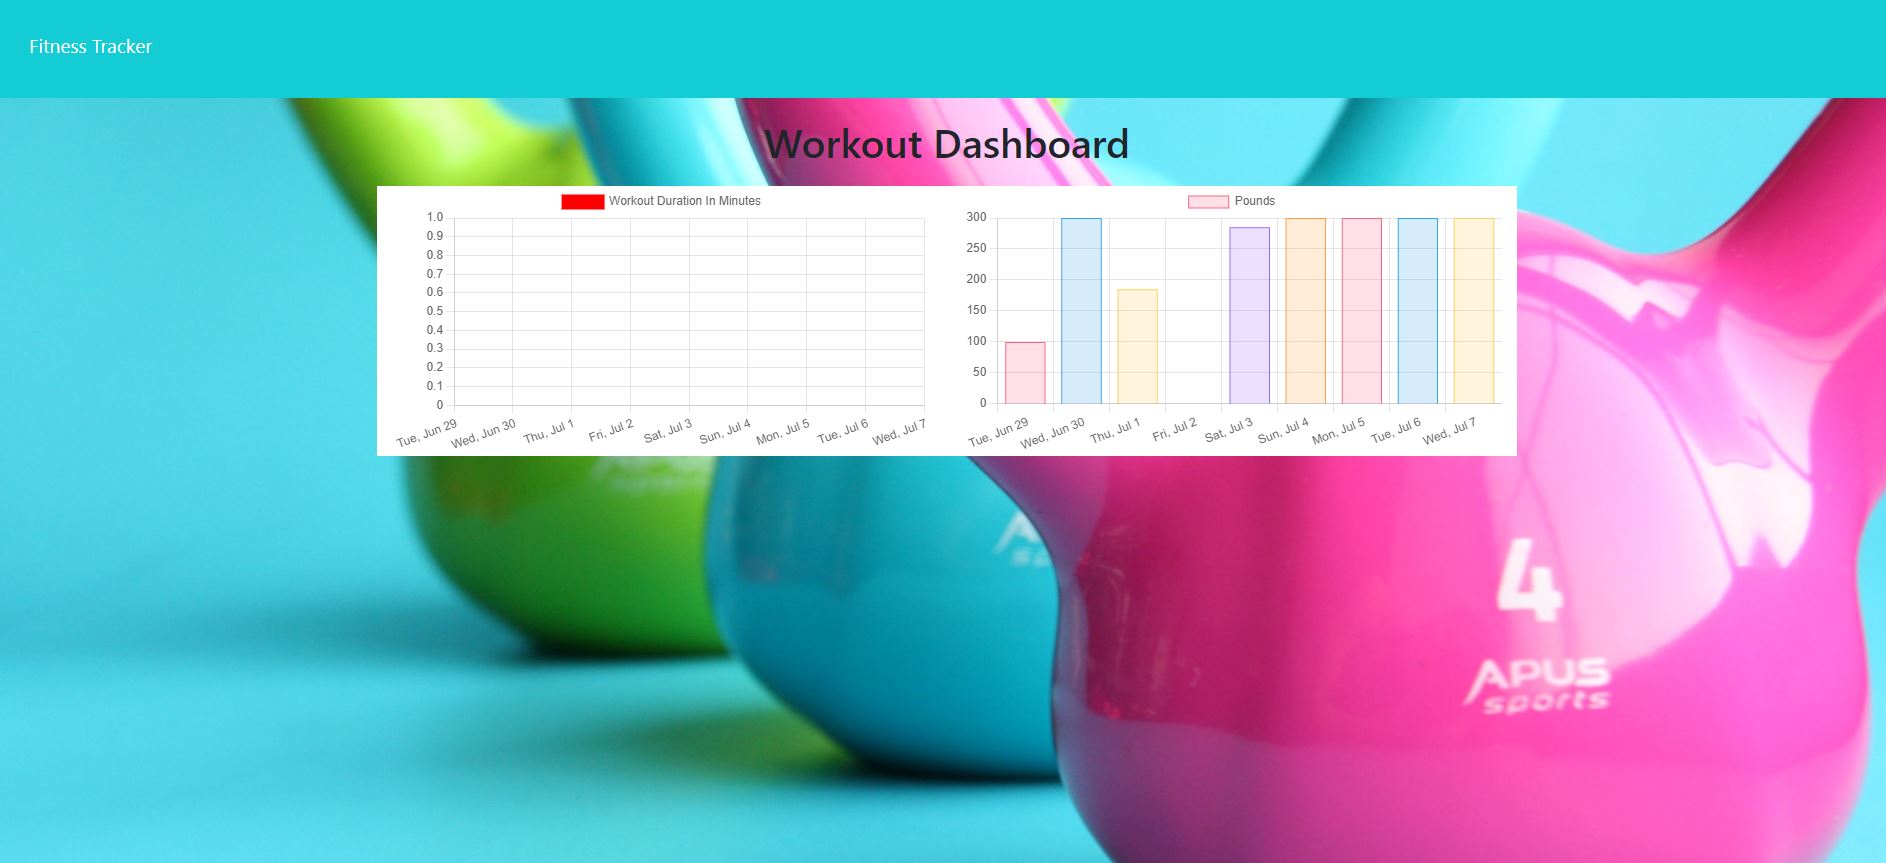 Fitness Tracker
Workout Dashboard
Workout Duration In Minutes
1.0
0.9
0.8
0.7
0.6
0.5
0.4
0.3
0.2
0.1
0
Tue, Jun 29
Wed, Jun 30
Thu, Jul 1
Fri, Jul 2
Sat, Jul 3
Sun, Jul 4
Mon, Jul 5
Tue, Jul 6
Wed, Jul 7
Pounds
300
250
200
150
100
50
0
Tue, Jun 29
Wed, Jun 30
Thu, Jul 1
Fri, Jul 2
Sat, Jul 3
Sun, Jul 4
Mon, Jul 5
Tue, Jul 6
Wed, Jul 7
APUS
4
APUS
sports